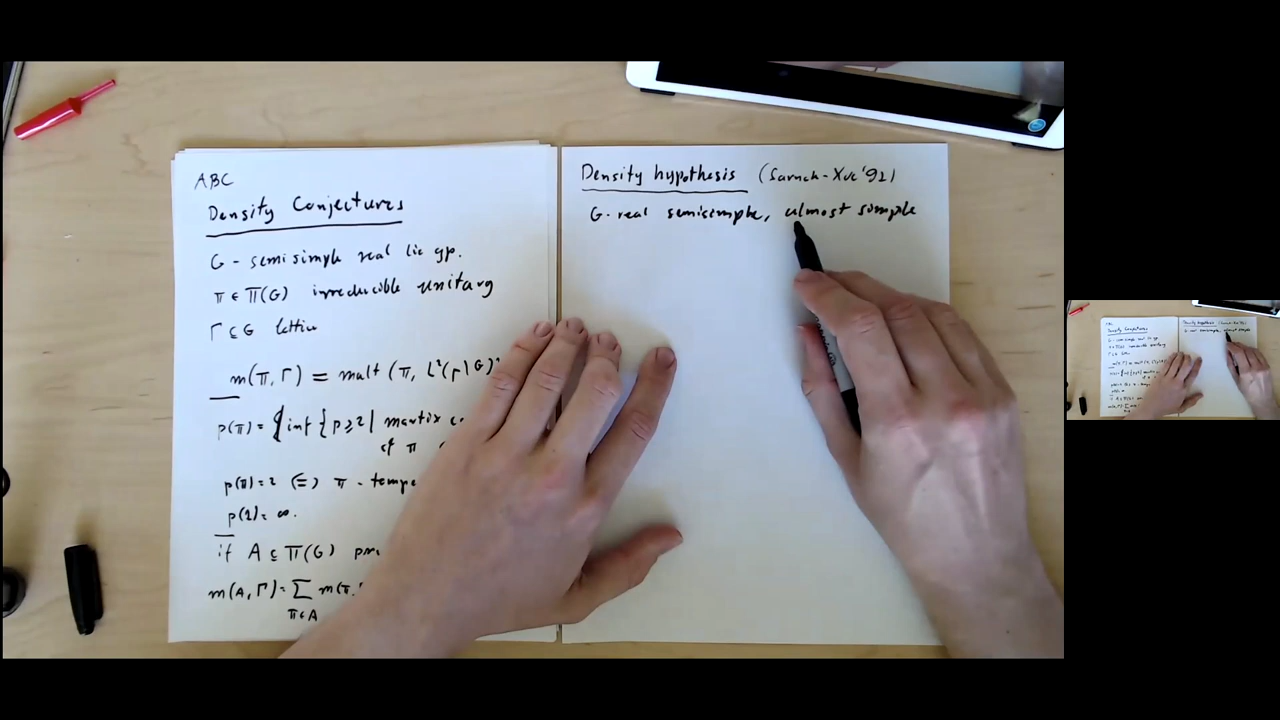 ABC
Density Conjectures
G - semisimple real lie gp.
π ∈ Π(G) irreducible unitary
Γ ⊆ G lattice
m(π, Γ) = mult (π, L²(Γ\G)
p(π) = inf { p ≥ 2 | matrix
of π
p(π) = 2 (=) π - tempe
p(1) = ∞.
if A ⊆ Π(G)
m(A, Γ) = ∑ m(π,
π ∈ A
Density hypothesis (Sarnak - Xue '91)
G - real semisimple, almost simple